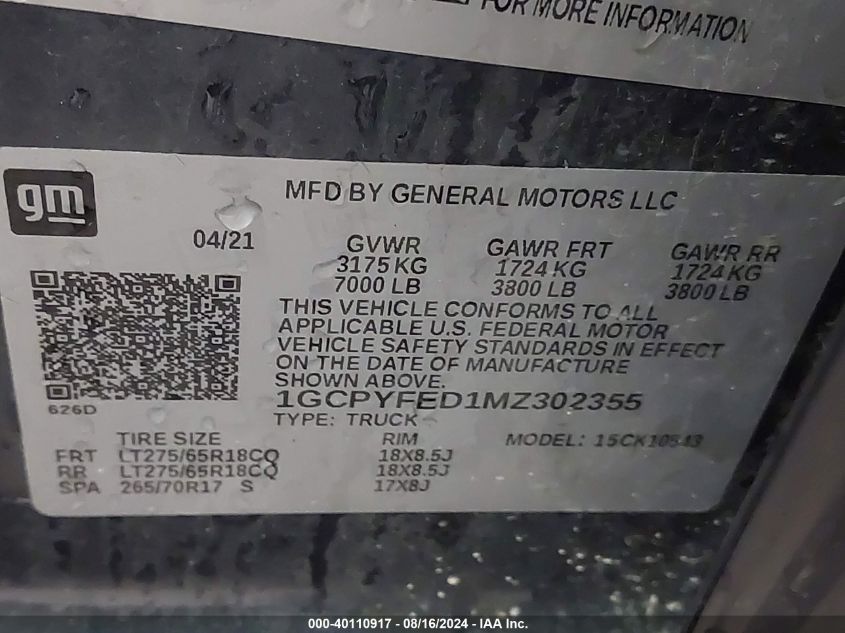 FOR MORE INFORMATION
gm
MFD BY GENERAL MOTORS LLC
04/21
GVWR GAWR FRT GAWR RR
3175 KG 1724 KG 1724 KG
7000 LB 3800 LB 3800 LB
THIS VEHICLE CONFORMS TO ALL
APPLICABLE U.S. FEDERAL MOTOR
VEHICLE SAFETY STANDARDS IN EFFECT
ON THE DATE OF MANUFACTURE
SHOWN ABOVE.
1GCPYFED1MZ302355
626D
TYPE: TRUCK
TIRE SIZE RIM MODEL: 15CK10543
FRT LT275/65R18CQ 18X8.5J
RR LT275/65R18CQ 18X8.5J
SPA 265/70R17 S 17X8J
000-40110917 - 08/16/2024 - IAA Inc.